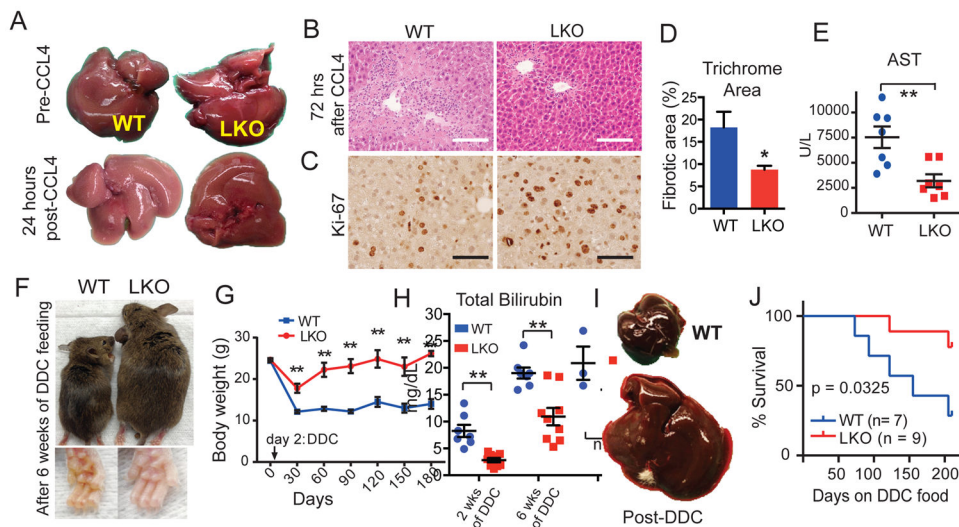 A
Pre-CCL4
WT
LKO
24 hours
post-CCL4
B
WT
LKO
72 hrs
after CCL4
C
Ki-67
D
Trichrome
Area
Fibrotic area (%)
25
20
15
10
5
0
*
WT
LKO
E
AST
**
U/L
10000
7500
5000
2500
0
WT
LKO
F
WT
LKO
After 6 weeks of DDC feeding
G
WT
LKO
Body weight (g)
40
30
20
10
0
**
**
**
**
**
**
day 2:DDC
0
30
60
90
120
150
180
Days
H
Total Bilirubin
WT
LKO
mg/dL
30
25
20
15
10
5
0
**
**
2 wks
of DDC
6 wks
of DDC
n
I
WT
Post-DDC
J
% Survival
100
50
0
p = 0.0325
WT (n= 7)
LKO (n = 9)
0
50
100
150
200
Days on DDC food